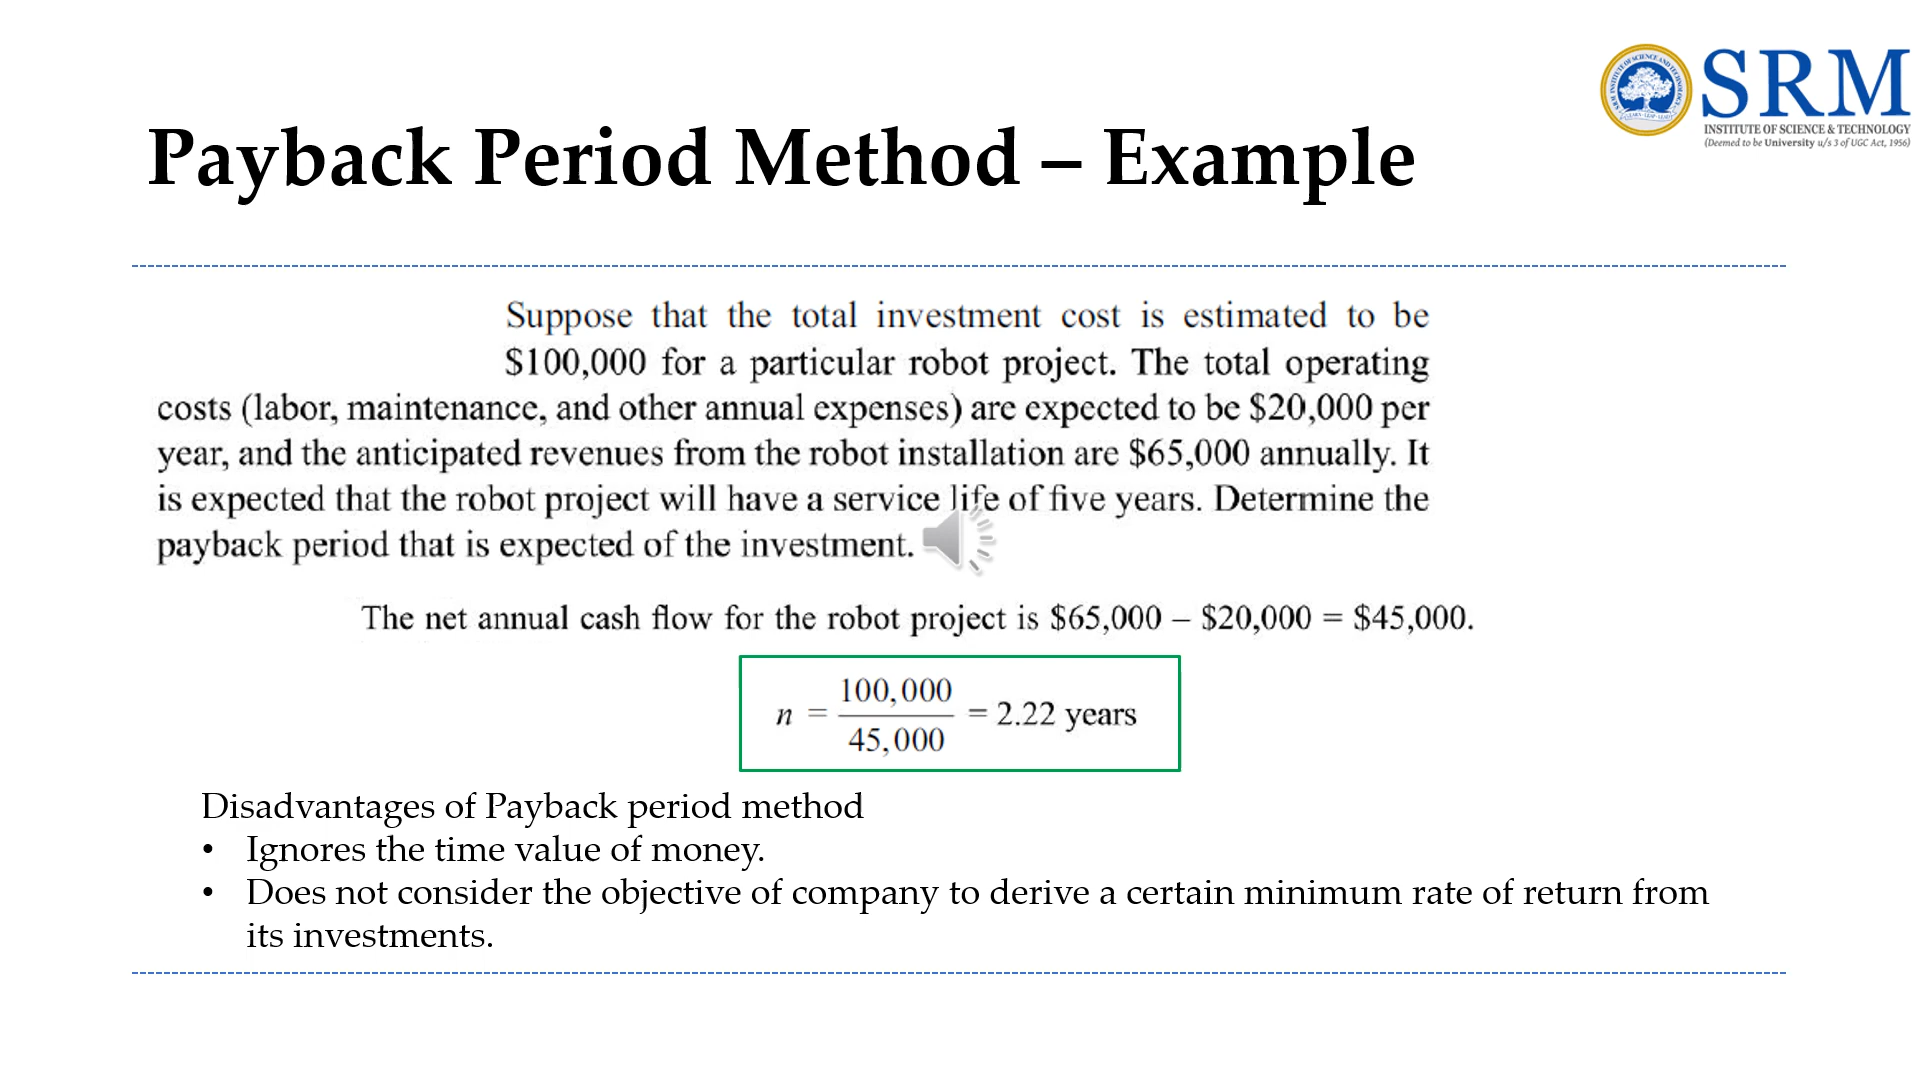 SRM
INSTITUTE OF SCIENCE & TECHNOLOGY
(Deemed to be University u/s 3 of UGC Act, 1956)
Payback Period Method – Example
Suppose that the total investment cost is estimated to be
$100,000 for a particular robot project. The total operating
costs (labor, maintenance, and other annual expenses) are expected to be $20,000 per
year, and the anticipated revenues from the robot installation are $65,000 annually. It
is expected that the robot project will have a service life of five years. Determine the
payback period that is expected of the investment.
The net annual cash flow for the robot project is $65,000 – $20,000 = $45,000.
n = 100,000 / 45,000 = 2.22 years
Disadvantages of Payback period method
• Ignores the time value of money.
• Does not consider the objective of company to derive a certain minimum rate of return from
its investments.